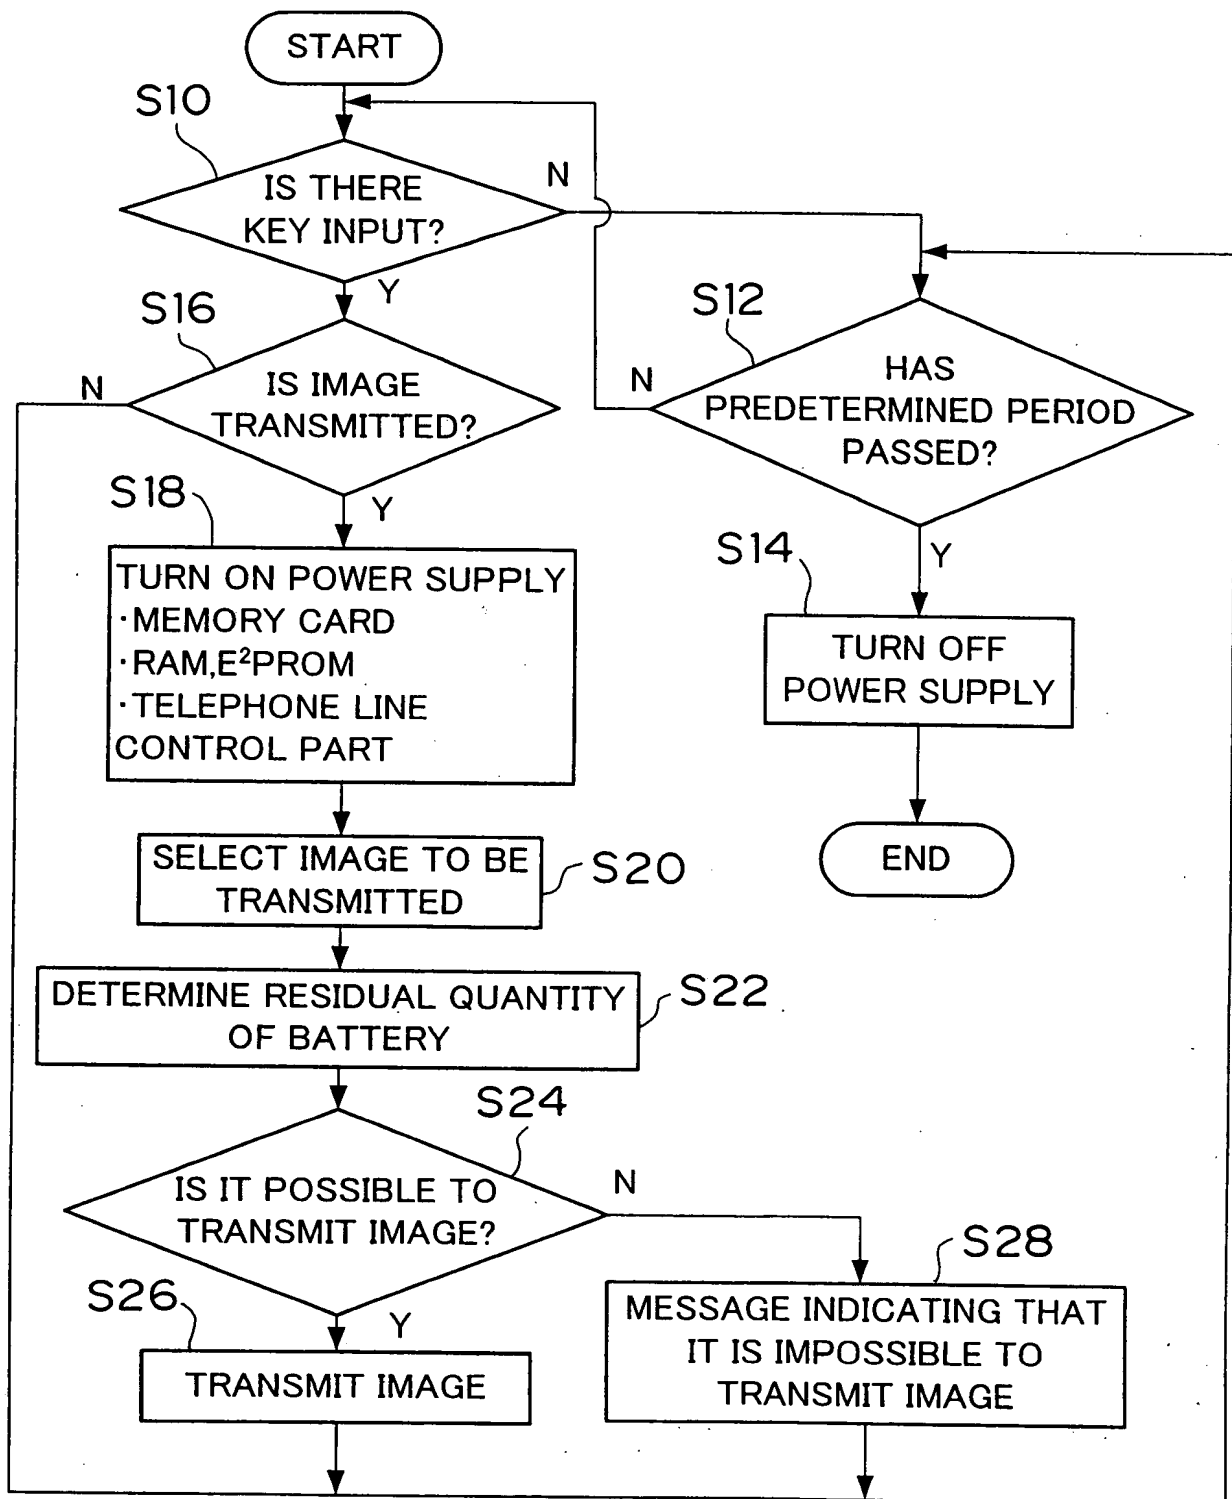 START
S10
IS THERE
KEY INPUT?
N
Y
S16
IS IMAGE
TRANSMITTED?
N
Y
S12
HAS
PREDETERMINED PERIOD
PASSED?
N
Y
S14
TURN OFF
POWER SUPPLY
END
S18
TURN ON POWER SUPPLY
·MEMORY CARD
·RAM,E²PROM
·TELEPHONE LINE
CONTROL PART
SELECT IMAGE TO BE
TRANSMITTED
S20
DETERMINE RESIDUAL QUANTITY
OF BATTERY
S22
S24
IS IT POSSIBLE TO
TRANSMIT IMAGE?
N
Y
S26
TRANSMIT IMAGE
S28
MESSAGE INDICATING THAT
IT IS IMPOSSIBLE TO
TRANSMIT IMAGE